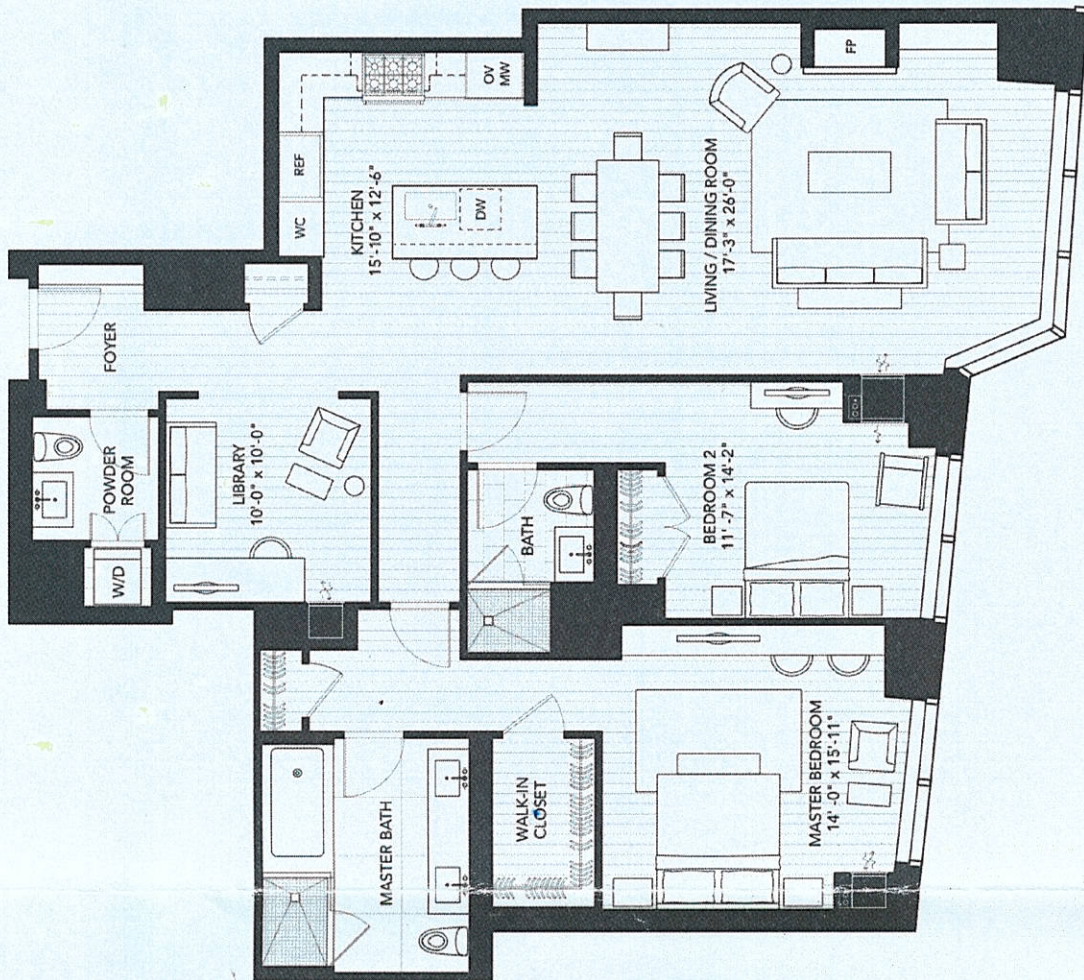 FOYER
POWDER
ROOM
W/D
LIBRARY
10'-0" x 10'-0"
WC
REF
OV
MW
KITCHEN
15'-10" x 12'-6"
DW
FP
LIVING / DINING ROOM
17'-3" x 26'-0"
BATH
BEDROOM 2
11'-7" x 14'-2"
MASTER BATH
WALK-IN
CLOSET
MASTER BEDROOM
14'-0" x 15'-11"